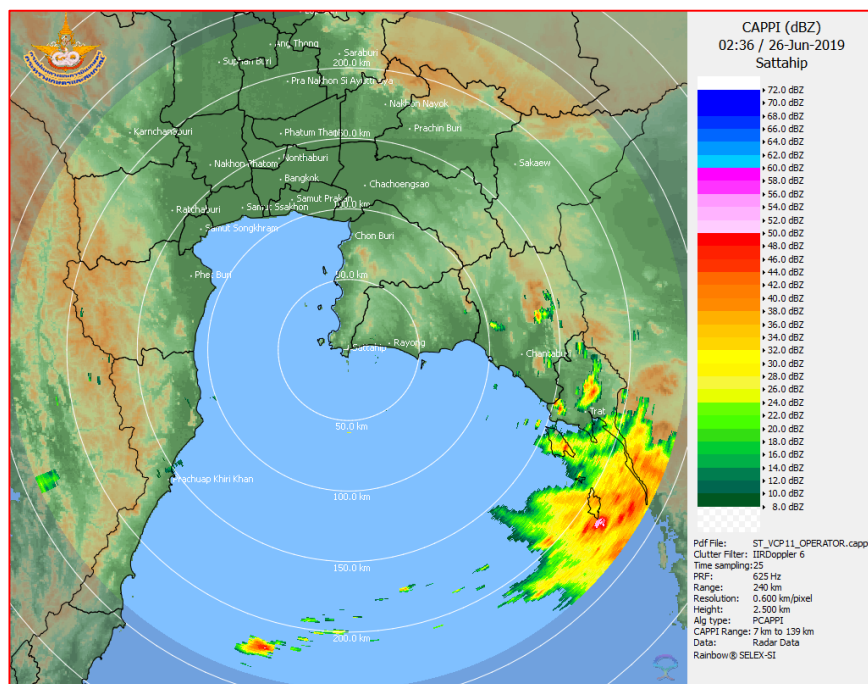 CAPPI (dBZ)
02:36 / 26-Jun-2019
Sattahip
72.0 dBZ
70.0 dBZ
68.0 dBZ
66.0 dBZ
64.0 dBZ
62.0 dBZ
60.0 dBZ
58.0 dBZ
56.0 dBZ
54.0 dBZ
52.0 dBZ
50.0 dBZ
48.0 dBZ
46.0 dBZ
44.0 dBZ
42.0 dBZ
40.0 dBZ
38.0 dBZ
36.0 dBZ
34.0 dBZ
32.0 dBZ
30.0 dBZ
28.0 dBZ
26.0 dBZ
24.0 dBZ
22.0 dBZ
20.0 dBZ
18.0 dBZ
16.0 dBZ
14.0 dBZ
12.0 dBZ
10.0 dBZ
8.0 dBZ
Pdf File: ST_VCP11_OPERATOR.capp
Clutter Filter: IIRDoppler 6
Time sampling:25
PRF: 625 Hz
Range: 240 km
Resolution: 0.600 km/pixel
Height: 2.500 km
Alg type: PCAPPI
CAPPI Range: 7 km to 139 km
Data: Radar Data
Rainbow® SELEX-SI
Ang Thong
Saraburi
Suphan Buri
200.0 km
Pra Nakhon Si Ayutthaya
Nakhon Nayok
Karnchanaburi
Phatum Thani
150.0 km
Prachin Buri
Nonthaburi
Nakhon Phatom
Sakaew
Bangkok
Chachoengsao
Samut Prakan
Ratchaburi
Samut Ssakhon
100.0 km
Samut Songkhram
Chon Buri
Phet Buri
50.0 km
Sattahip
Rayong
Chantaburi
Trat
50.0 km
Prachuap Khiri Khan
100.0 km
150.0 km
200.0 km